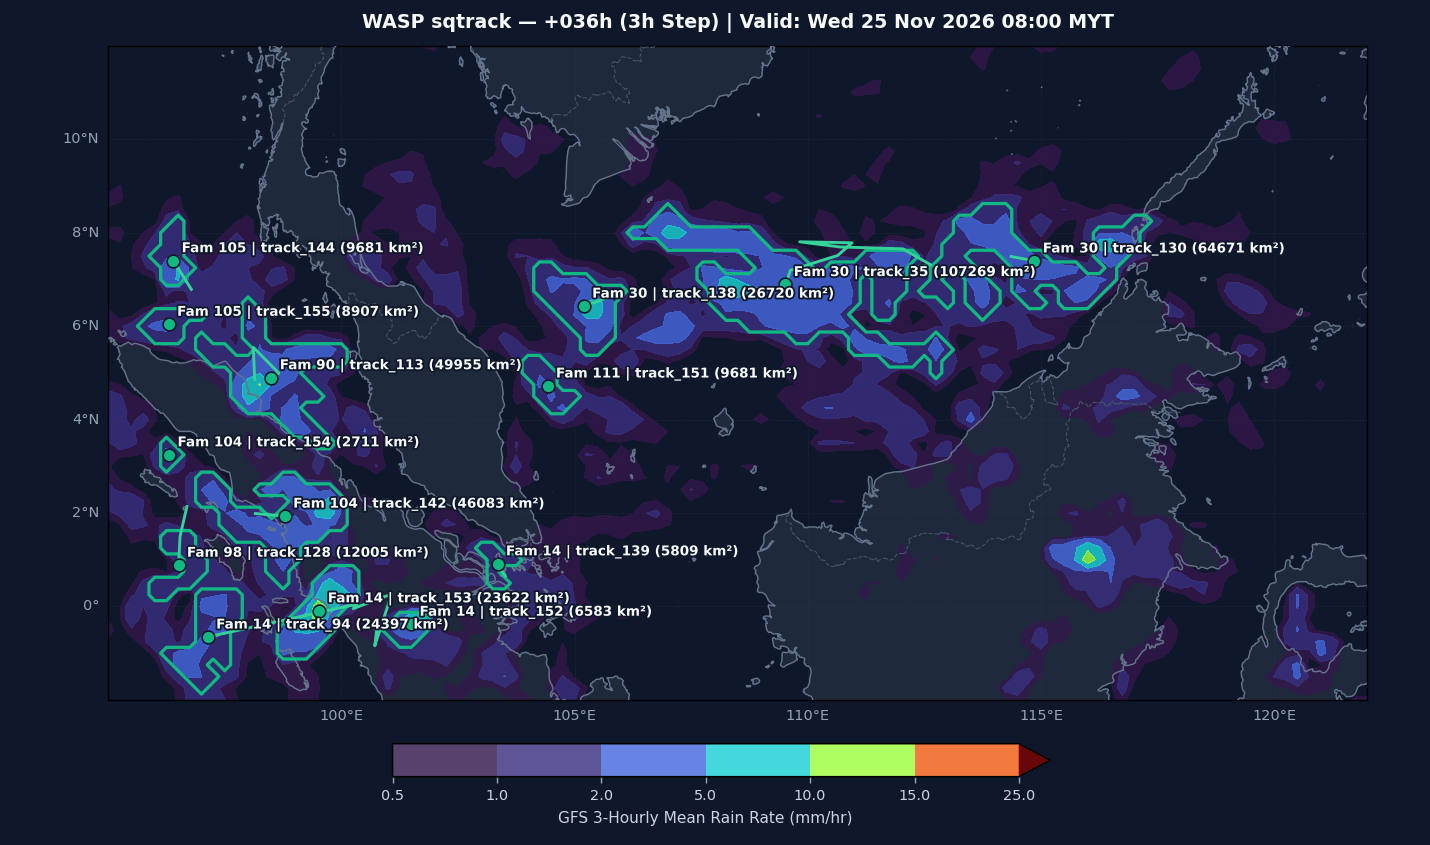 WASP sqtrack — +036h (3h Step) | Valid: Wed 25 Nov 2026 08:00 MYT
10°N
8°N
6°N
4°N
2°N
0°
Fam 105 | track_144 (9681 km²)
Fam 30 | track_130 (64671 km²)
Fam 30 | track_35 (107269 km²)
Fam 30 | track_138 (26720 km²)
Fam 105 | track_155 (8907 km²)
Fam 90 | track_113 (49955 km²)
Fam 111 | track_151 (9681 km²)
Fam 104 | track_154 (2711 km²)
Fam 104 | track_142 (46083 km²)
Fam 98 | track_128 (12005 km²)
Fam 14 | track_139 (5809 km²)
Fam 14 | track_153 (23622 km²)
Fam 14 | track_152 (6583 km²)
Fam 14 | track_94 (24397 km²)
100°E 105°E 110°E 115°E 120°E
0.5 1.0 2.0 5.0 10.0 15.0 25.0
GFS 3-Hourly Mean Rain Rate (mm/hr)